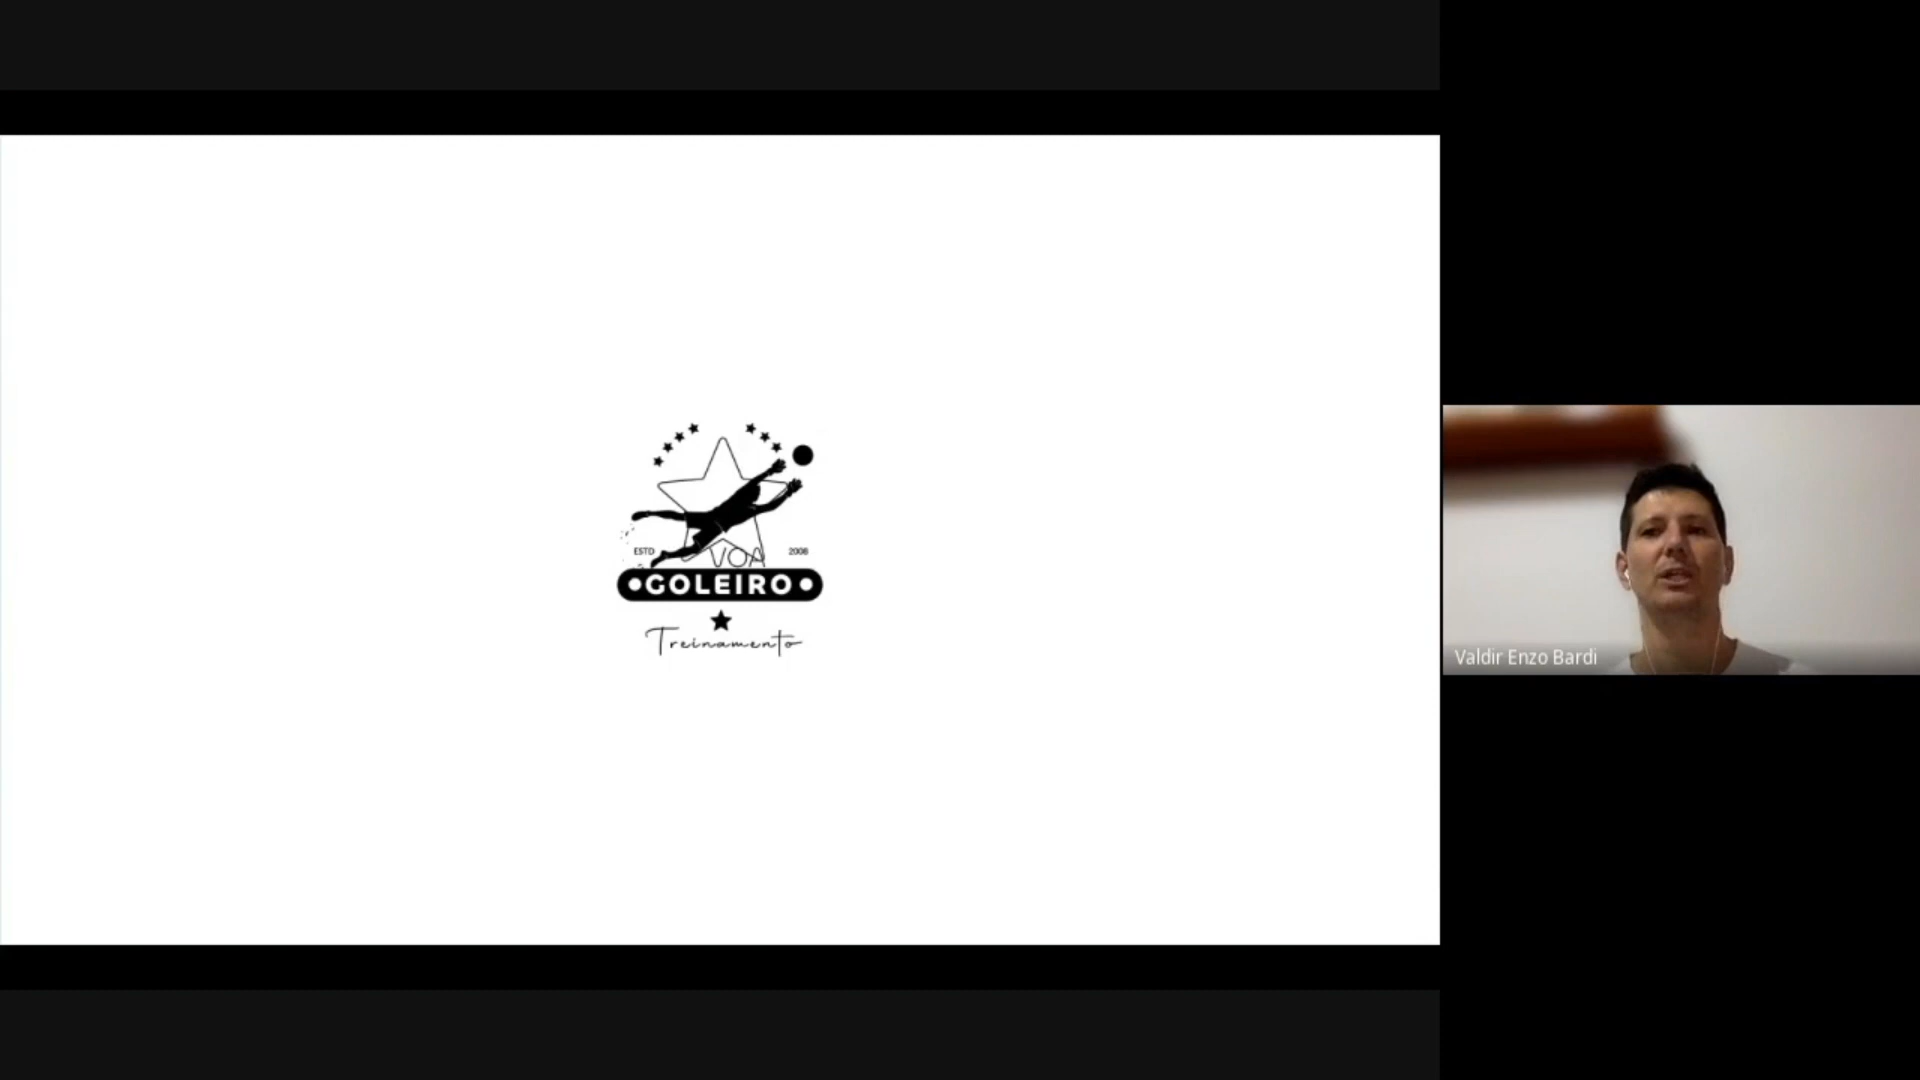 VOA
ESTD 2008
GOLEIRO
Treinamento
Valdir Enzo Bardi